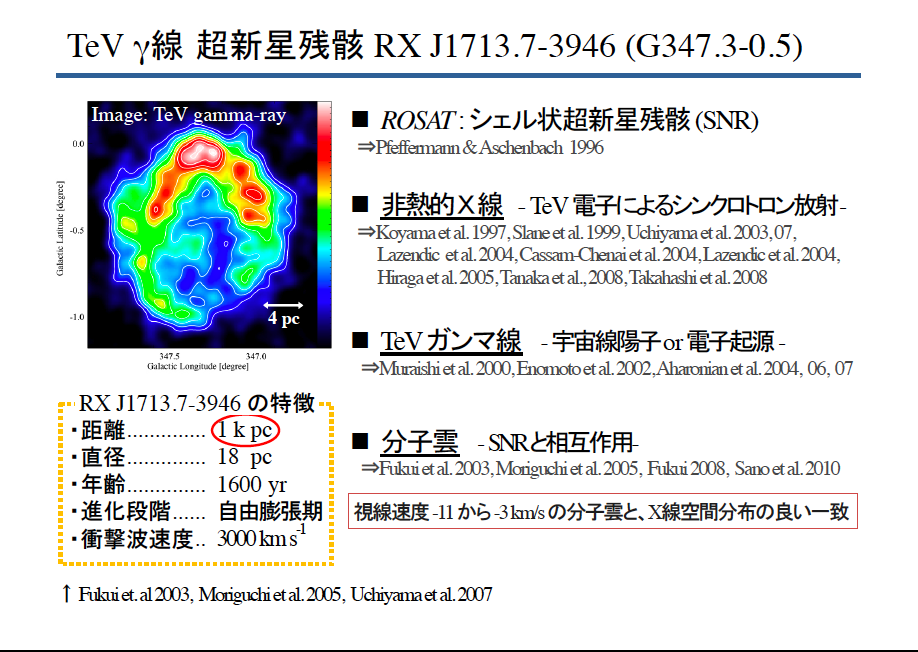 TeV γ線 超新星残骸 RX J1713.7-3946 (G347.3-0.5)
Image: TeV gamma-ray
0.0
-0.5
-1.0
Galactic Latitude [degree]
4 pc
347.5 347.0
Galactic Longitude [degree]
RX J1713.7-3946 の特徴
・距離.............. 1 k pc
・直径.............. 18 pc
・年齢.............. 1600 yr
・進化段階...... 自由膨張期
・衝撃波速度.. 3000 km s-1
■ ROSAT : シェル状超新星残骸 (SNR)
⇒Pfeffermann & Aschenbach 1996
■ 非熱的X線 - TeV 電子によるシンクロトロン放射 -
⇒Koyama et al. 1997, Slane et al. 1999, Uchiyama et al. 2003, 07,
Lazendic et al. 2004, Cassam-Chenai et al. 2004, Lazendic et al. 2004,
Hiraga et al. 2005, Tanaka et al., 2008, Takahashi et al. 2008
■ TeV ガンマ線 - 宇宙線陽子 or 電子起源 -
⇒Muraishi et al. 2000, Enomoto et al. 2002, Aharonian et al. 2004, 06, 07
■ 分子雲 - SNRと相互作用-
⇒Fukui et al. 2003, Moriguchi et al. 2005, Fukui 2008, Sano et al. 2010
視線速度 -11 から -3 km/s の分子雲と、X線空間分布の良い一致
↑ Fukui et. al 2003, Moriguchi et al. 2005, Uchiyama et al. 2007